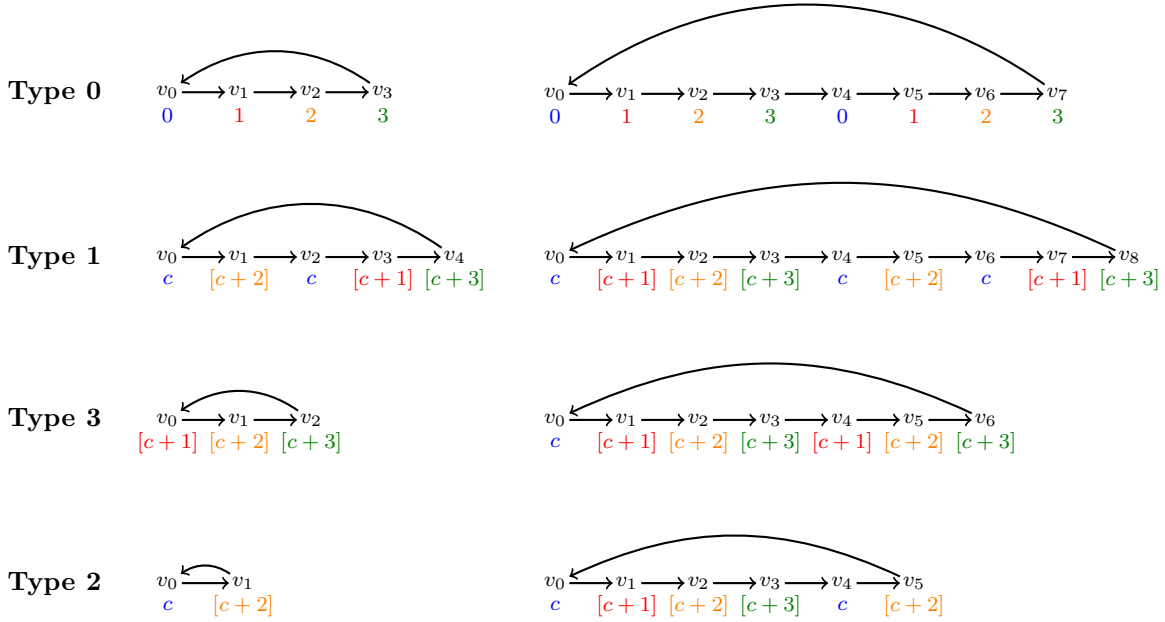 Type 0 v₀ v₁ v₂ v₃ v₀ v₁ v₂ v₃ v₄ v₅ v₆ v₇
0 1 2 3 0 1 2 3 0 1 2 3
Type 1 v₀ v₁ v₂ v₃ v₄ v₀ v₁ v₂ v₃ v₄ v₅ v₆ v₇ v₈
c [c + 2] c [c + 1] [c + 3] c [c + 1] [c + 2] [c + 3] c [c + 2] c [c + 1] [c + 3]
Type 3 v₀ v₁ v₂ v₀ v₁ v₂ v₃ v₄ v₅ v₆
[c + 1] [c + 2] [c + 3] c [c + 1] [c + 2] [c + 3] [c + 1] [c + 2] [c + 3]
Type 2 v₀ v₁ v₀ v₁ v₂ v₃ v₄ v₅
c [c + 2] c [c + 1] [c + 2] [c + 3] c [c + 2]